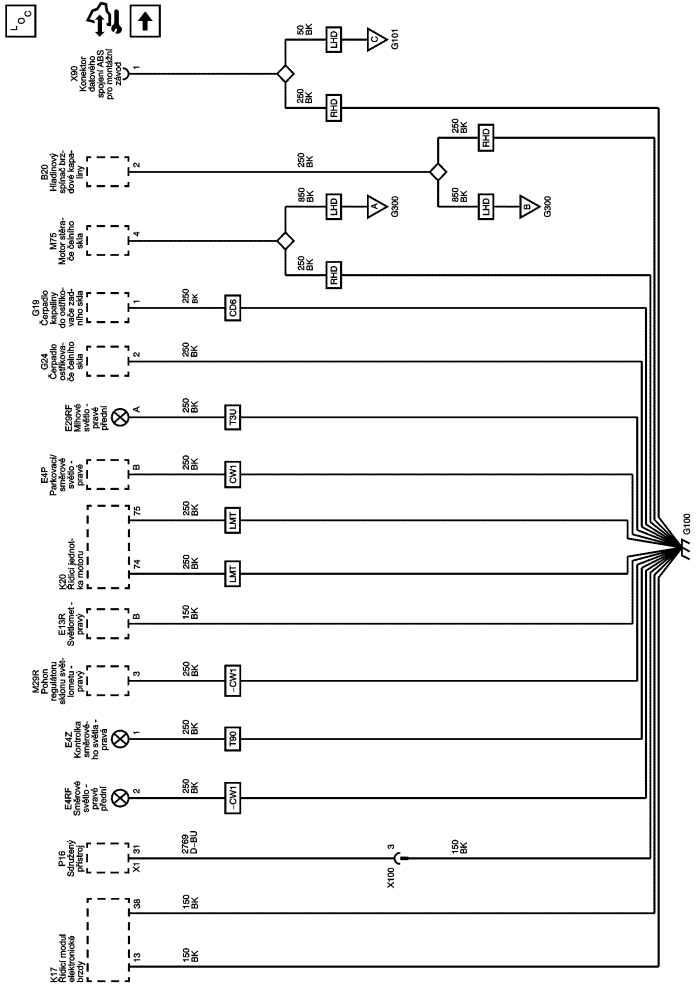 LOC
X90
Konektor
datového
spojení ABS
pro montážní
závod
1
50
BK
LHD
C
G101
250
BK
RHD
B20
Hladinový
spínač brz-
dové kapa-
liny
2
250
BK
250
BK
RHD
850
BK
LHD
B
G300
M75
Motor stěra-
če čelního
skla
4
850
BK
LHD
A
G300
250
BK
RHD
G19
Čerpadlo
kapaliny
do ostřiko-
vače zad-
ního skla
1
250
BK
CD6
G24
Čerpadlo
ostřikova-
če čelního
skla
2
250
BK
E29RF
Mlhové
světlo -
pravé
přední
A
250
BK
T3U
E4P
Parkovací/
směrové
světlo -
pravé
B
250
BK
CW1
K20
Řídicí jednot-
ka motoru
75
250
BK
LMT
74
250
BK
LMT
G100
E13R
Světlomet -
pravý
B
150
BK
M29R
Pohon
regulátoru
sklonu svět-
lometu -
pravý
3
250
BK
-CW1
E4Z
Kontrolka
směrové-
ho světla -
pravá
1
250
BK
T90
E4RF
Směrové
světlo -
pravé
přední
2
250
BK
-CW1
P16
Sdružený
přístroj
31
X1
2769
D-BU
3
X100
150
BK
K17
Řídicí modul
elektronické
brzdy
38
150
BK
13
150
BK